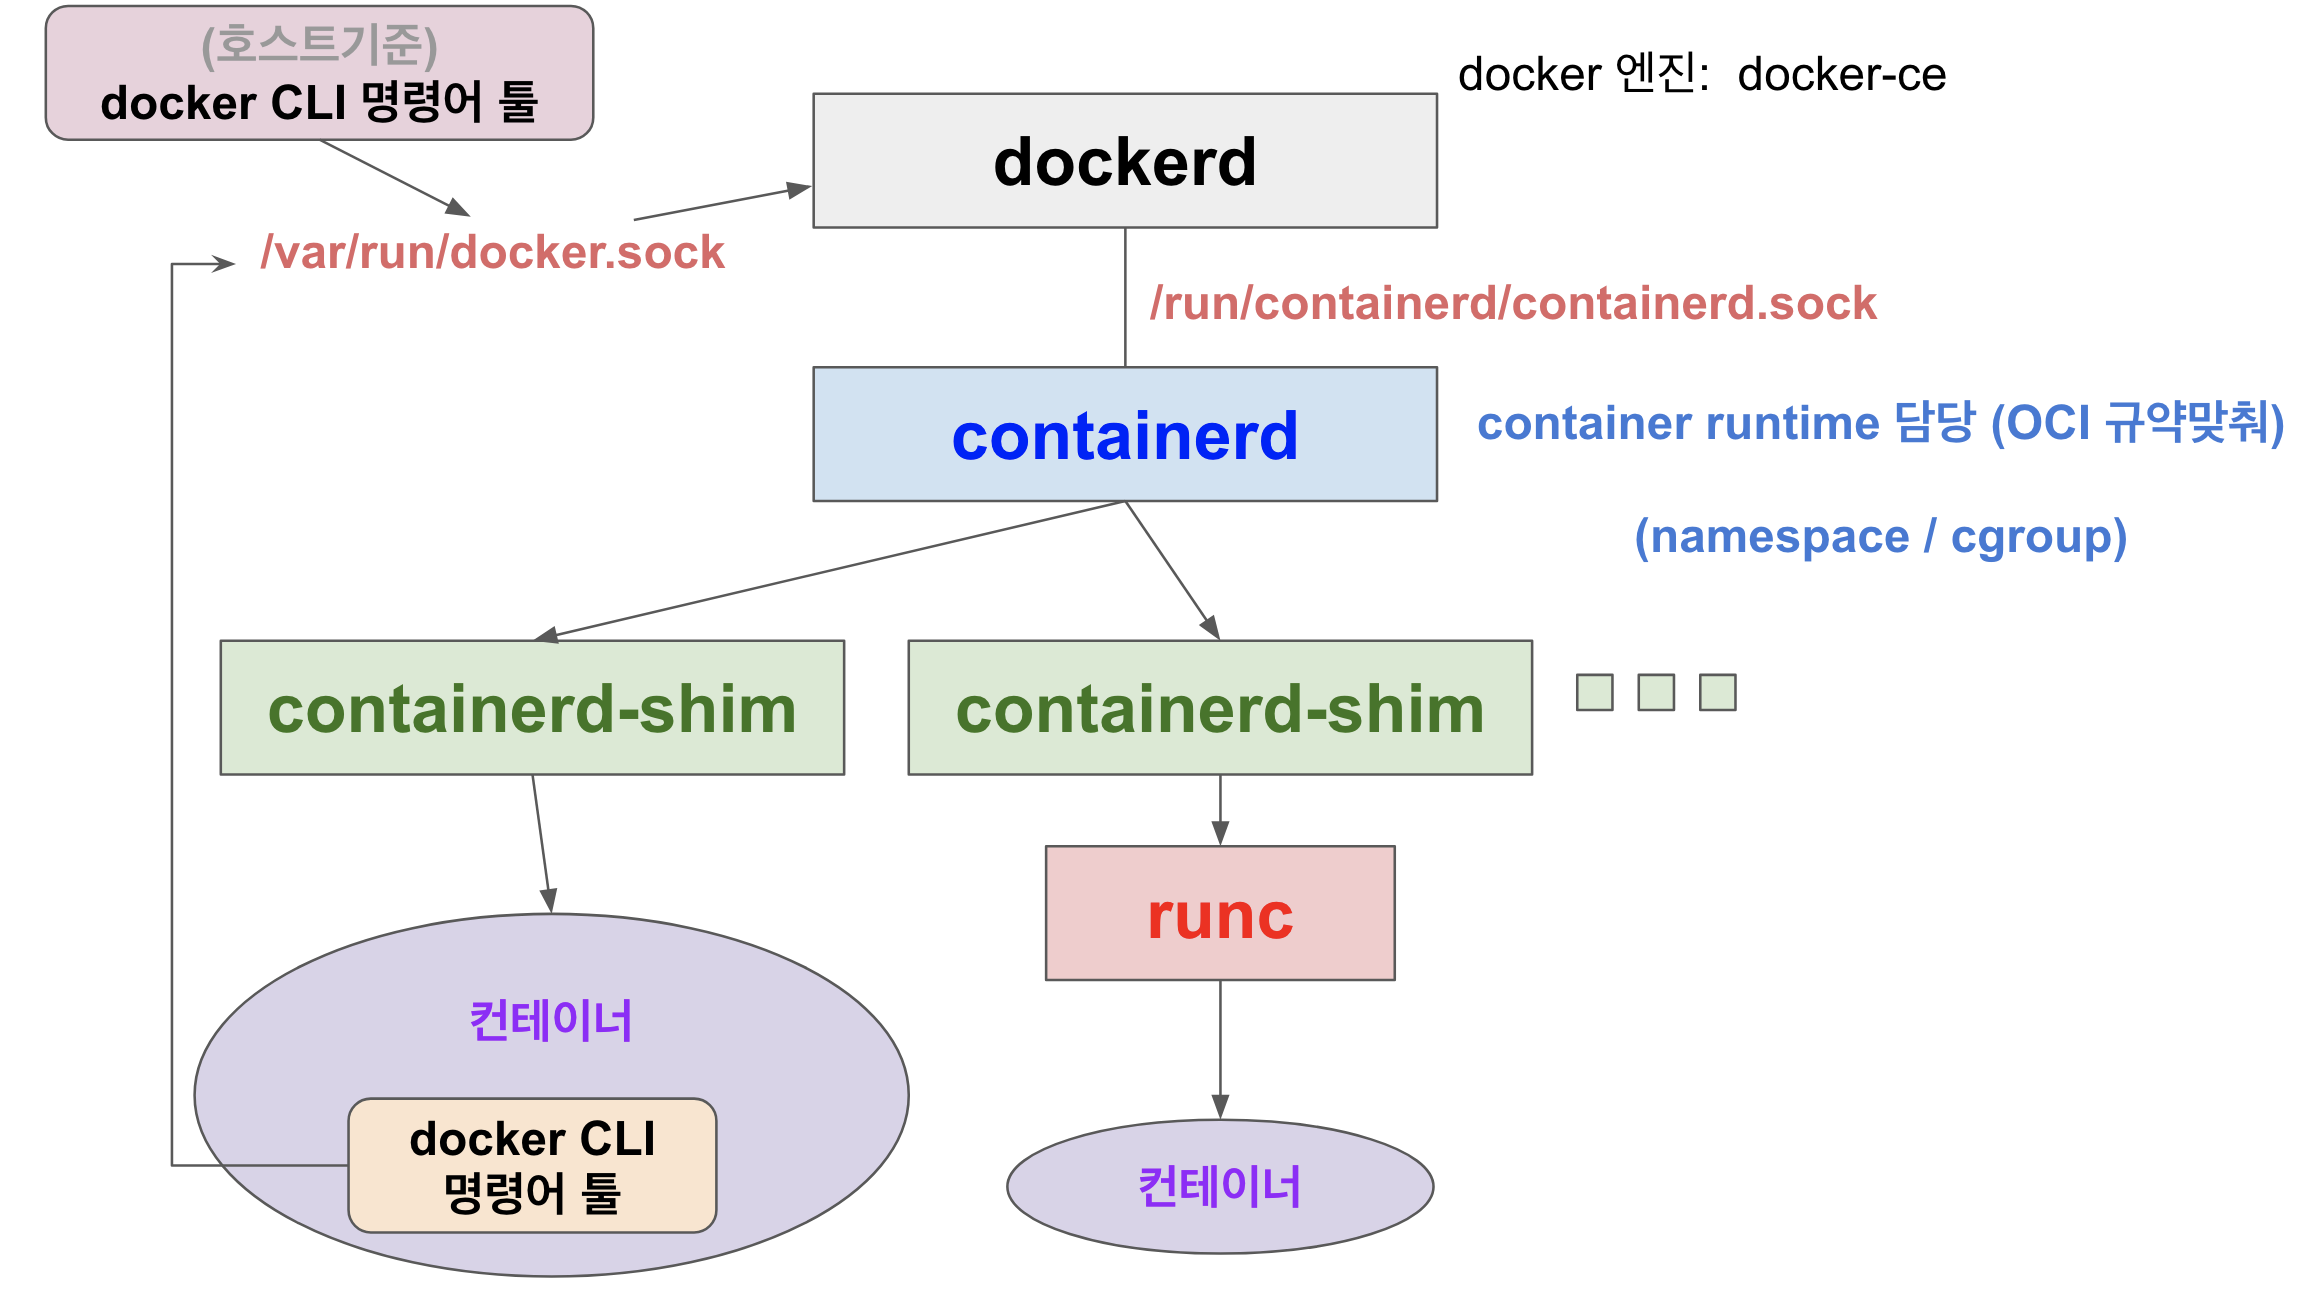 (호스트기준)
docker CLI 명령어 툴
docker 엔진: docker-ce
dockerd
/var/run/docker.sock
/run/containerd/containerd.sock
containerd
container runtime 담당 (OCI 규약맞춰)
(namespace / cgroup)
containerd-shim
containerd-shim
runc
컨테이너
docker CLI
명령어 툴
컨테이너